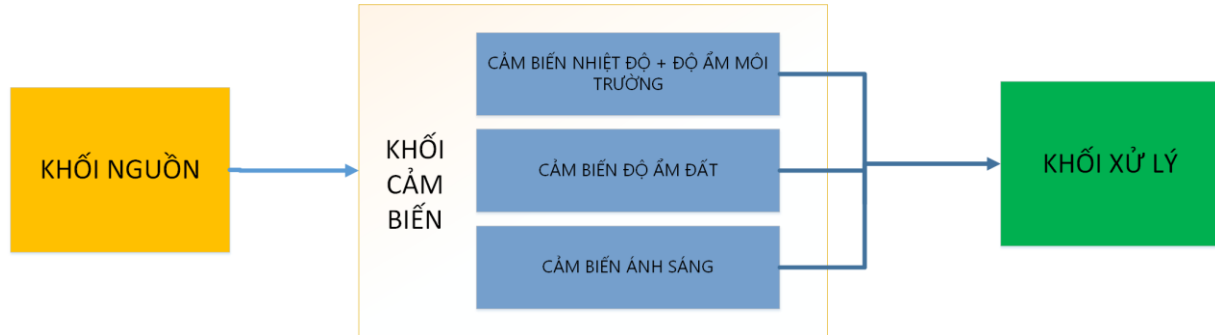 KHỐI NGUỒN
KHỐI
CẢM
BIẾN
CẢM BIẾN NHIỆT ĐỘ + ĐỘ ẨM MÔI
TRƯỜNG
CẢM BIẾN ĐỘ ẨM ĐẤT
CẢM BIẾN ÁNH SÁNG
KHỐI XỬ LÝ